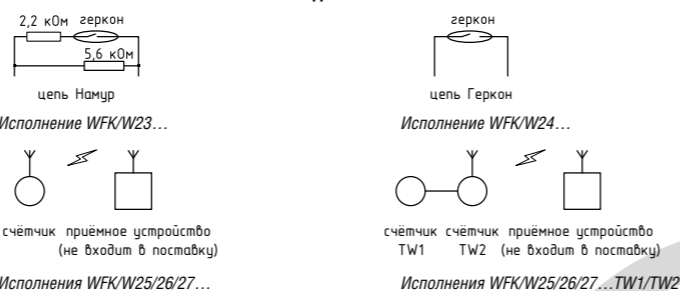 2,2 кОм геркон
5,6 кОм
цепь Намур
Исполнение WFK/W23...
геркон
цепь Геркон
Исполнение WFK/W24...
счётчик приёмное устройство
(не входит в поставку)
Исполнения WFK/W25/26/27...
счётчик счётчик приёмное устройство
TW1 TW2 (не входит в поставку)
Исполнения WFK/W25/26/27...TW1/TW2